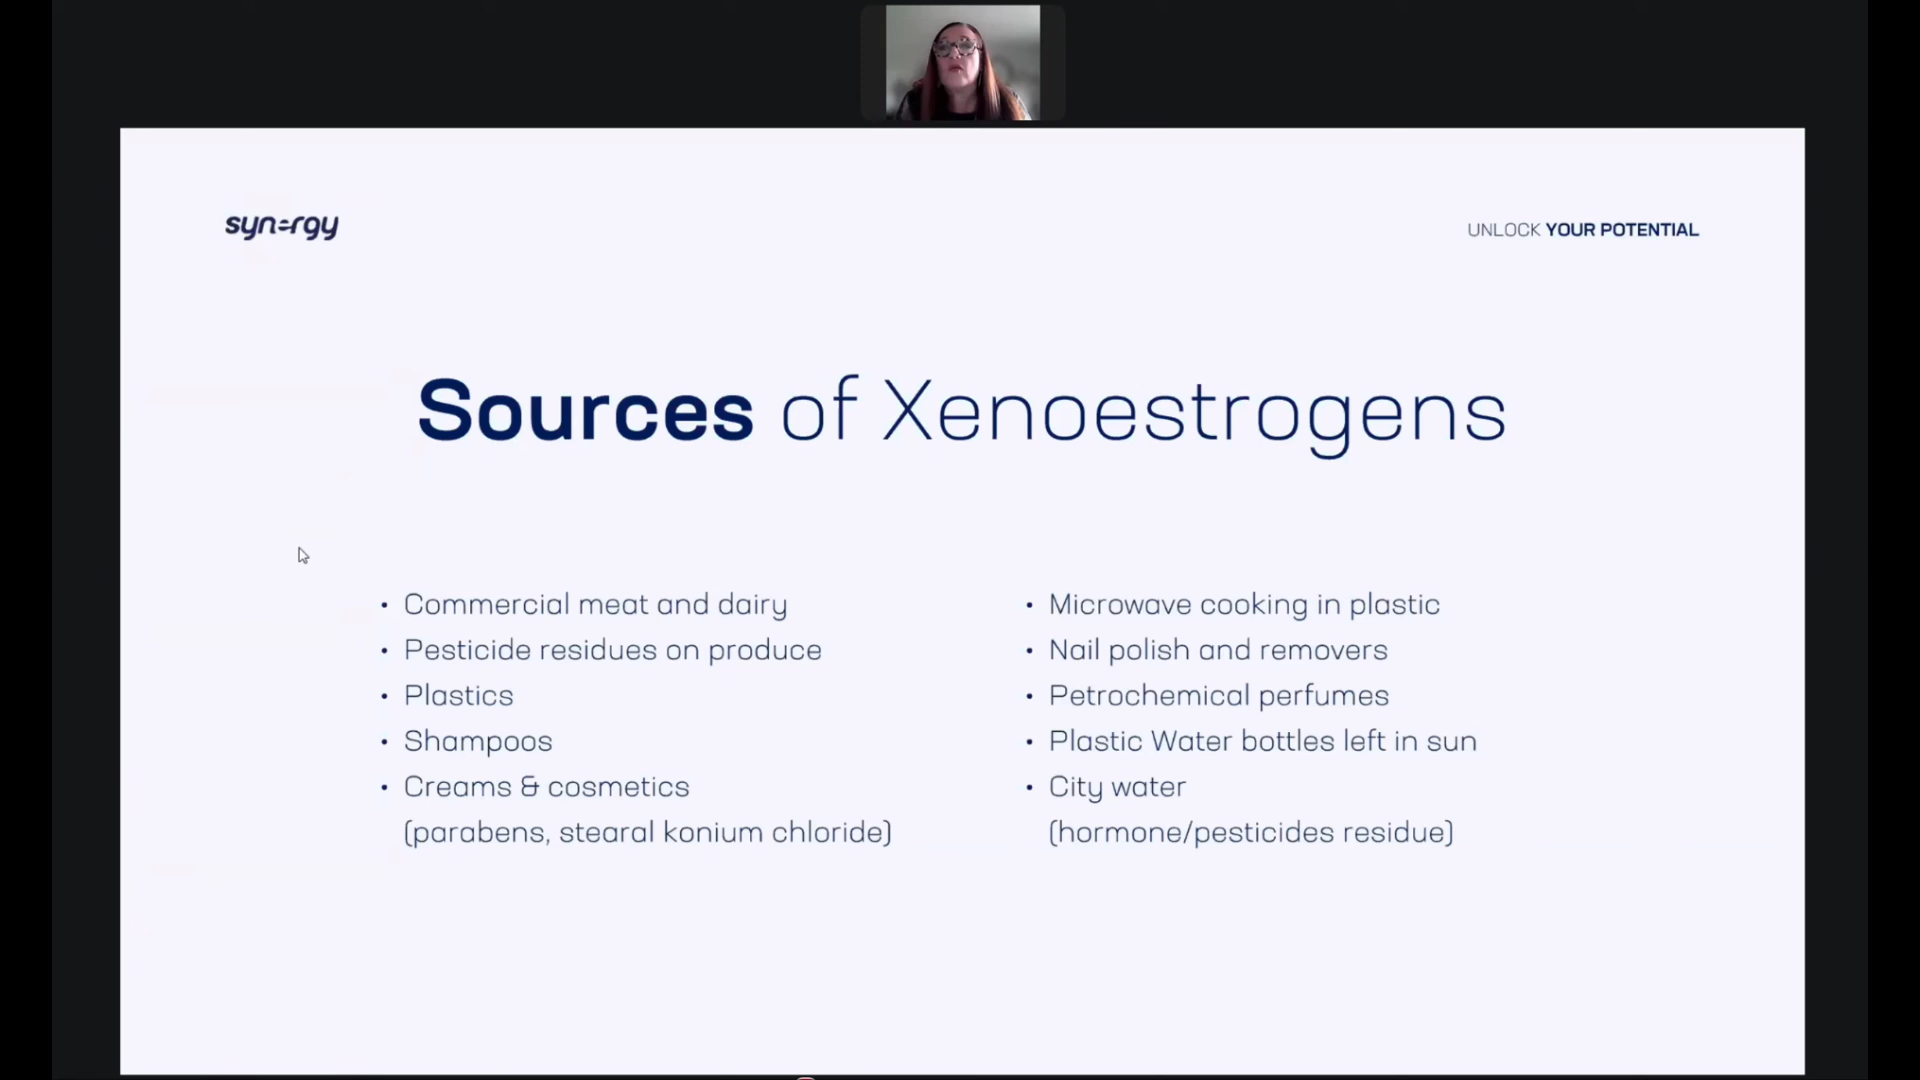 synergy
UNLOCK YOUR POTENTIAL
Sources of Xenoestrogens
• Commercial meat and dairy
• Pesticide residues on produce
• Plastics
• Shampoos
• Creams & cosmetics
(parabens, stearal konium chloride)
• Microwave cooking in plastic
• Nail polish and removers
• Petrochemical perfumes
• Plastic Water bottles left in sun
• City water
(hormone/pesticides residue)